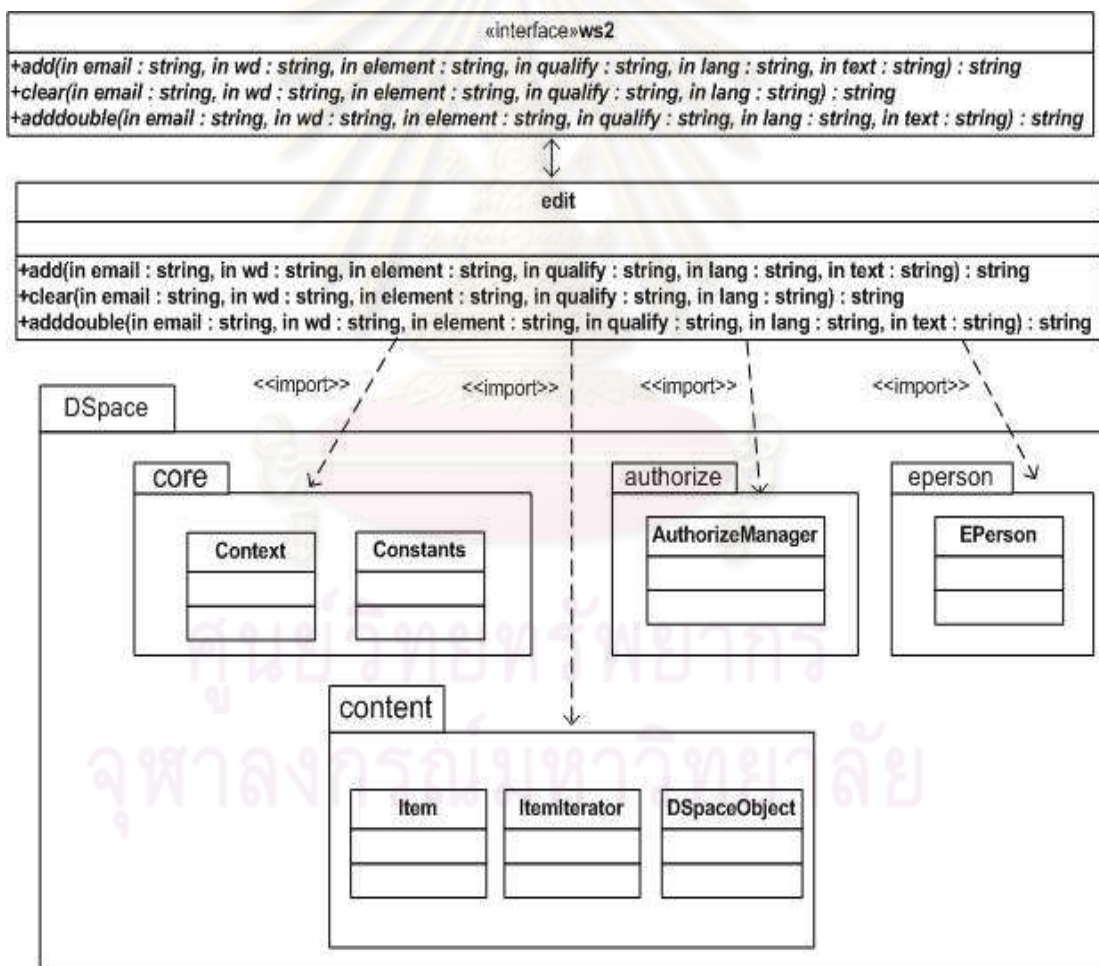 «interface»ws2
+add(in email : string, in wd : string, in element : string, in qualify : string, in lang : string, in text : string) : string
+clear(in email : string, in wd : string, in element : string, in qualify : string, in lang : string) : string
+adddouble(in email : string, in wd : string, in element : string, in qualify : string, in lang : string, in text : string) : string
edit
+add(in email : string, in wd : string, in element : string, in qualify : string, in lang : string, in text : string) : string
+clear(in email : string, in wd : string, in element : string, in qualify : string, in lang : string) : string
+adddouble(in email : string, in wd : string, in element : string, in qualify : string, in lang : string, in text : string) : string
<<import>> <<import>> <<import>> <<import>>
DSpace
core
authorize
eperson
Context
Constants
AuthorizeManager
EPerson
ศูนย์วิทยทรัพยากร
content
จุฬาลงกรณ์มหาวิทยาลัย
Item
ItemIterator
DSpaceObject